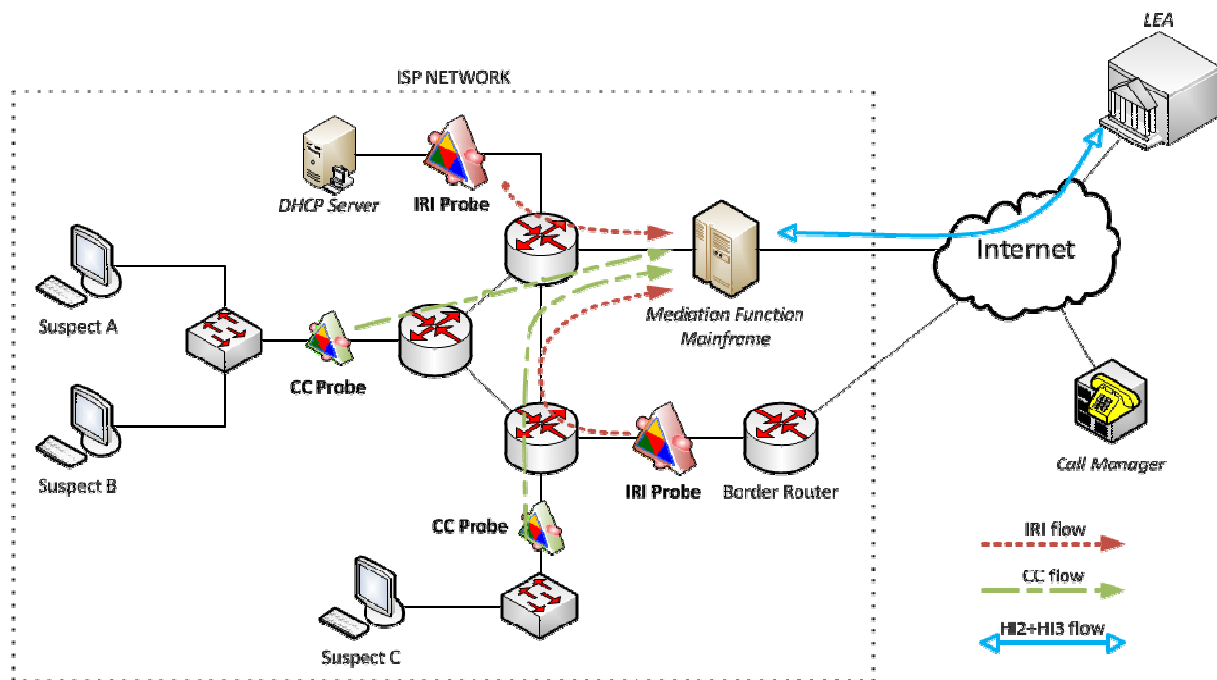 LEA
ISP NETWORK
DHCP Server
IRI Probe
Internet
Mediation Function
Mainframe
Suspect A
CC Probe
Call Manager
Suspect B
IRI Probe
Border Router
CC Probe
IRI flow
CC flow
HI2+HI3 flow
Suspect C